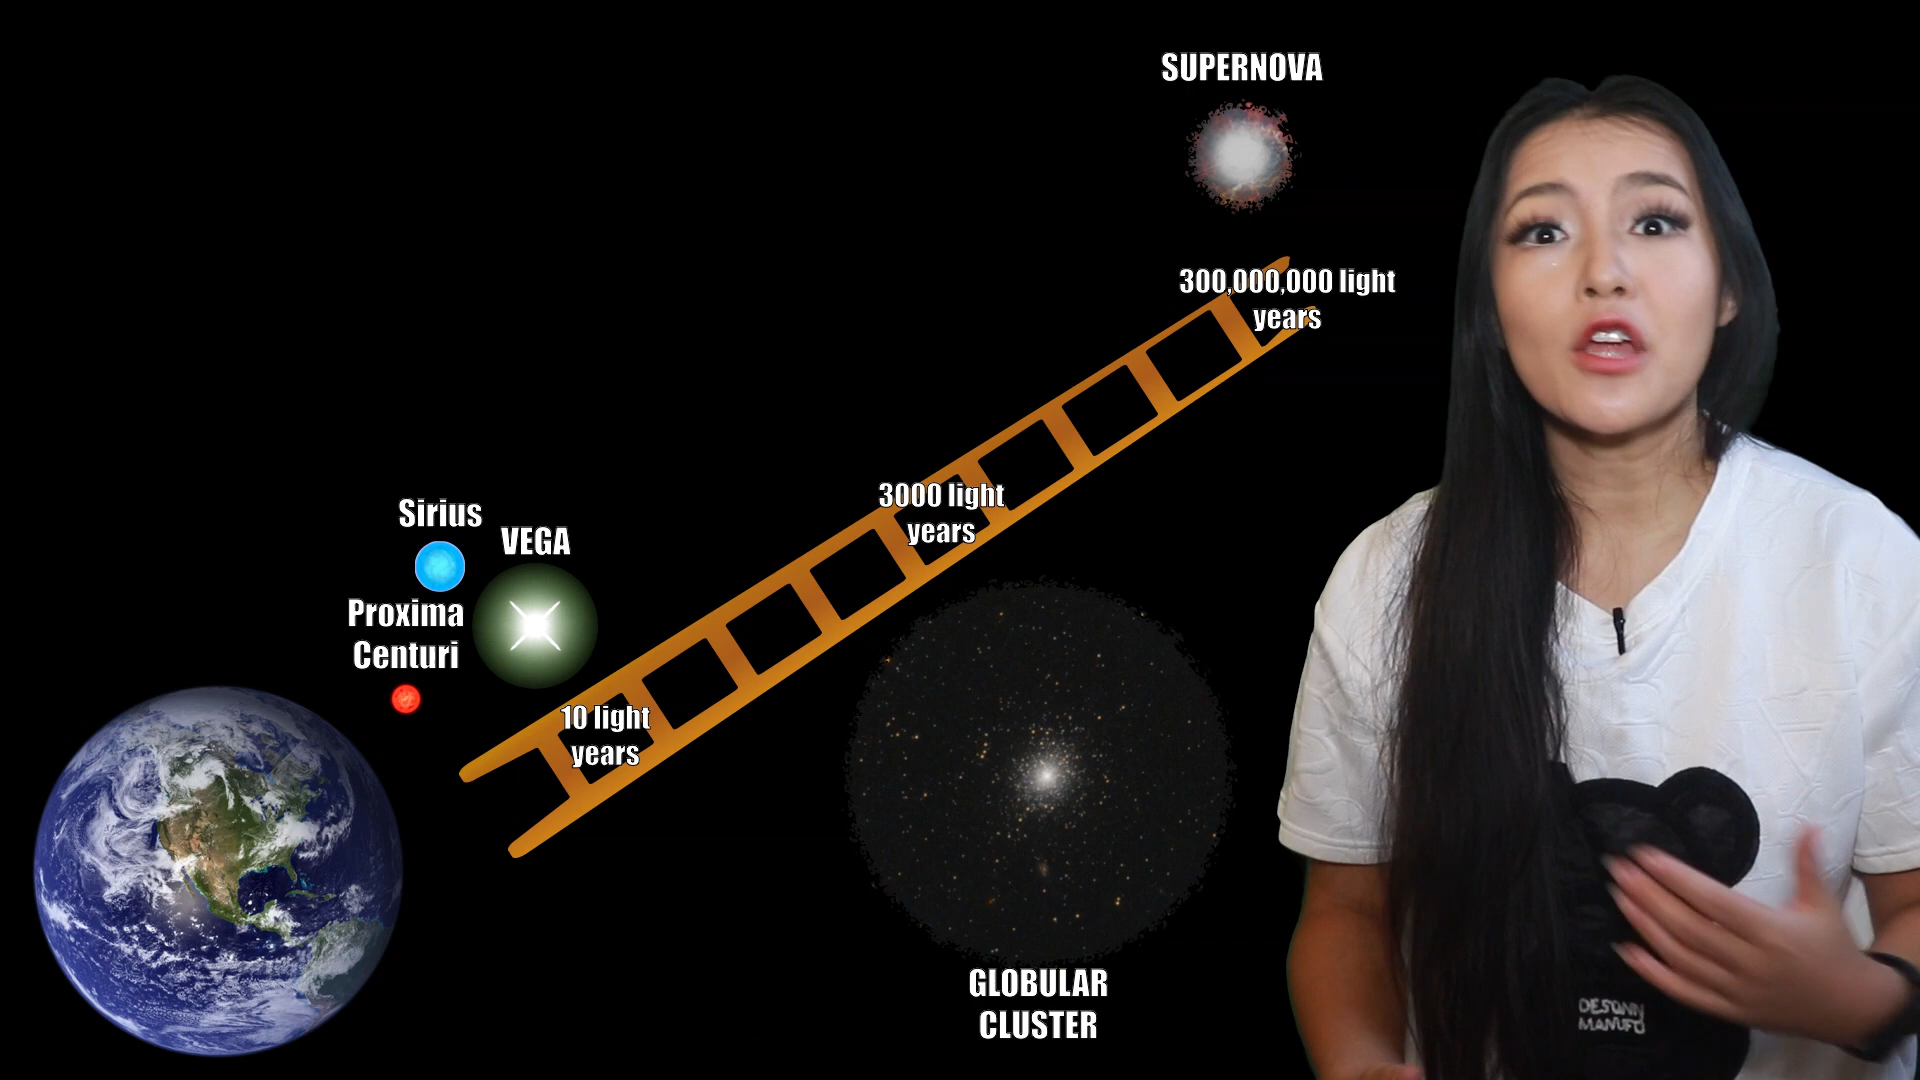 SUPERNOVA
300,000,000 light
years
3000 light
years
Sirius
VEGA
Proxima
Centuri
10 light
years
GLOBULAR
CLUSTER